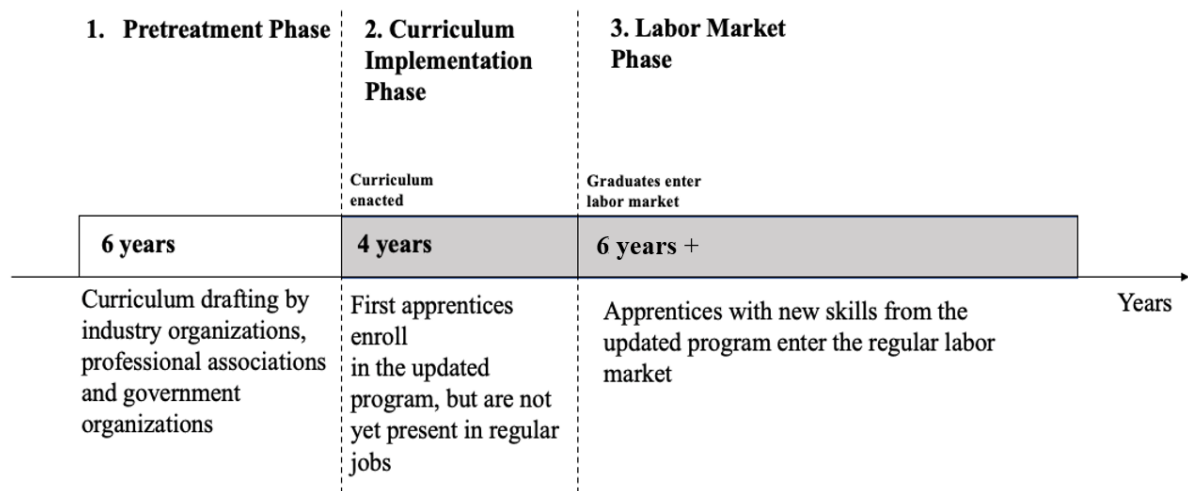 1. Pretreatment Phase
2. Curriculum
Implementation
Phase
3. Labor Market
Phase
Curriculum
enacted
Graduates enter
labor market
6 years
4 years
6 years +
Curriculum drafting by
industry organizations,
professional associations
and government
organizations
First apprentices
enroll
in the updated
program, but are not
yet present in regular
jobs
Apprentices with new skills from the
updated program enter the regular labor
market
Years